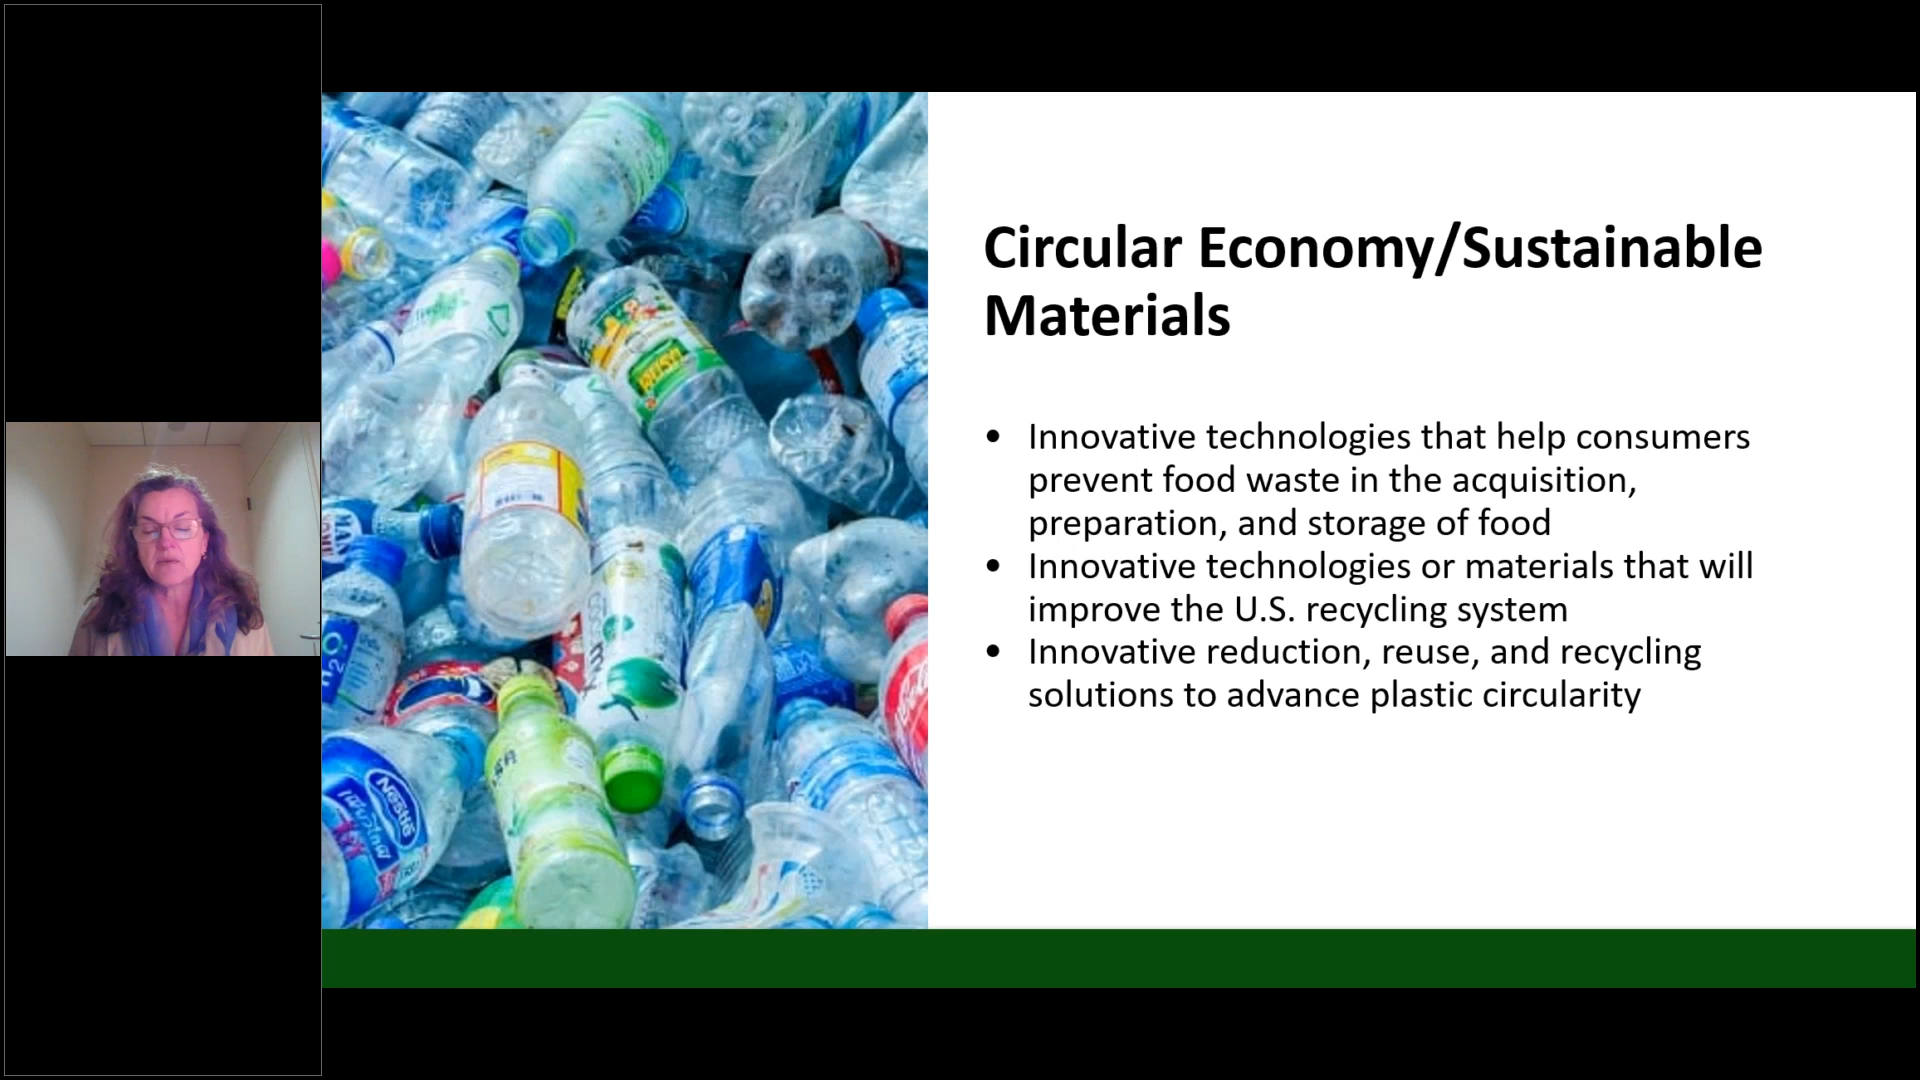 Circular Economy/Sustainable
Materials
• Innovative technologies that help consumers
prevent food waste in the acquisition,
preparation, and storage of food
• Innovative technologies or materials that will
improve the U.S. recycling system
• Innovative reduction, reuse, and recycling
solutions to advance plastic circularity
H2O
Nestlé